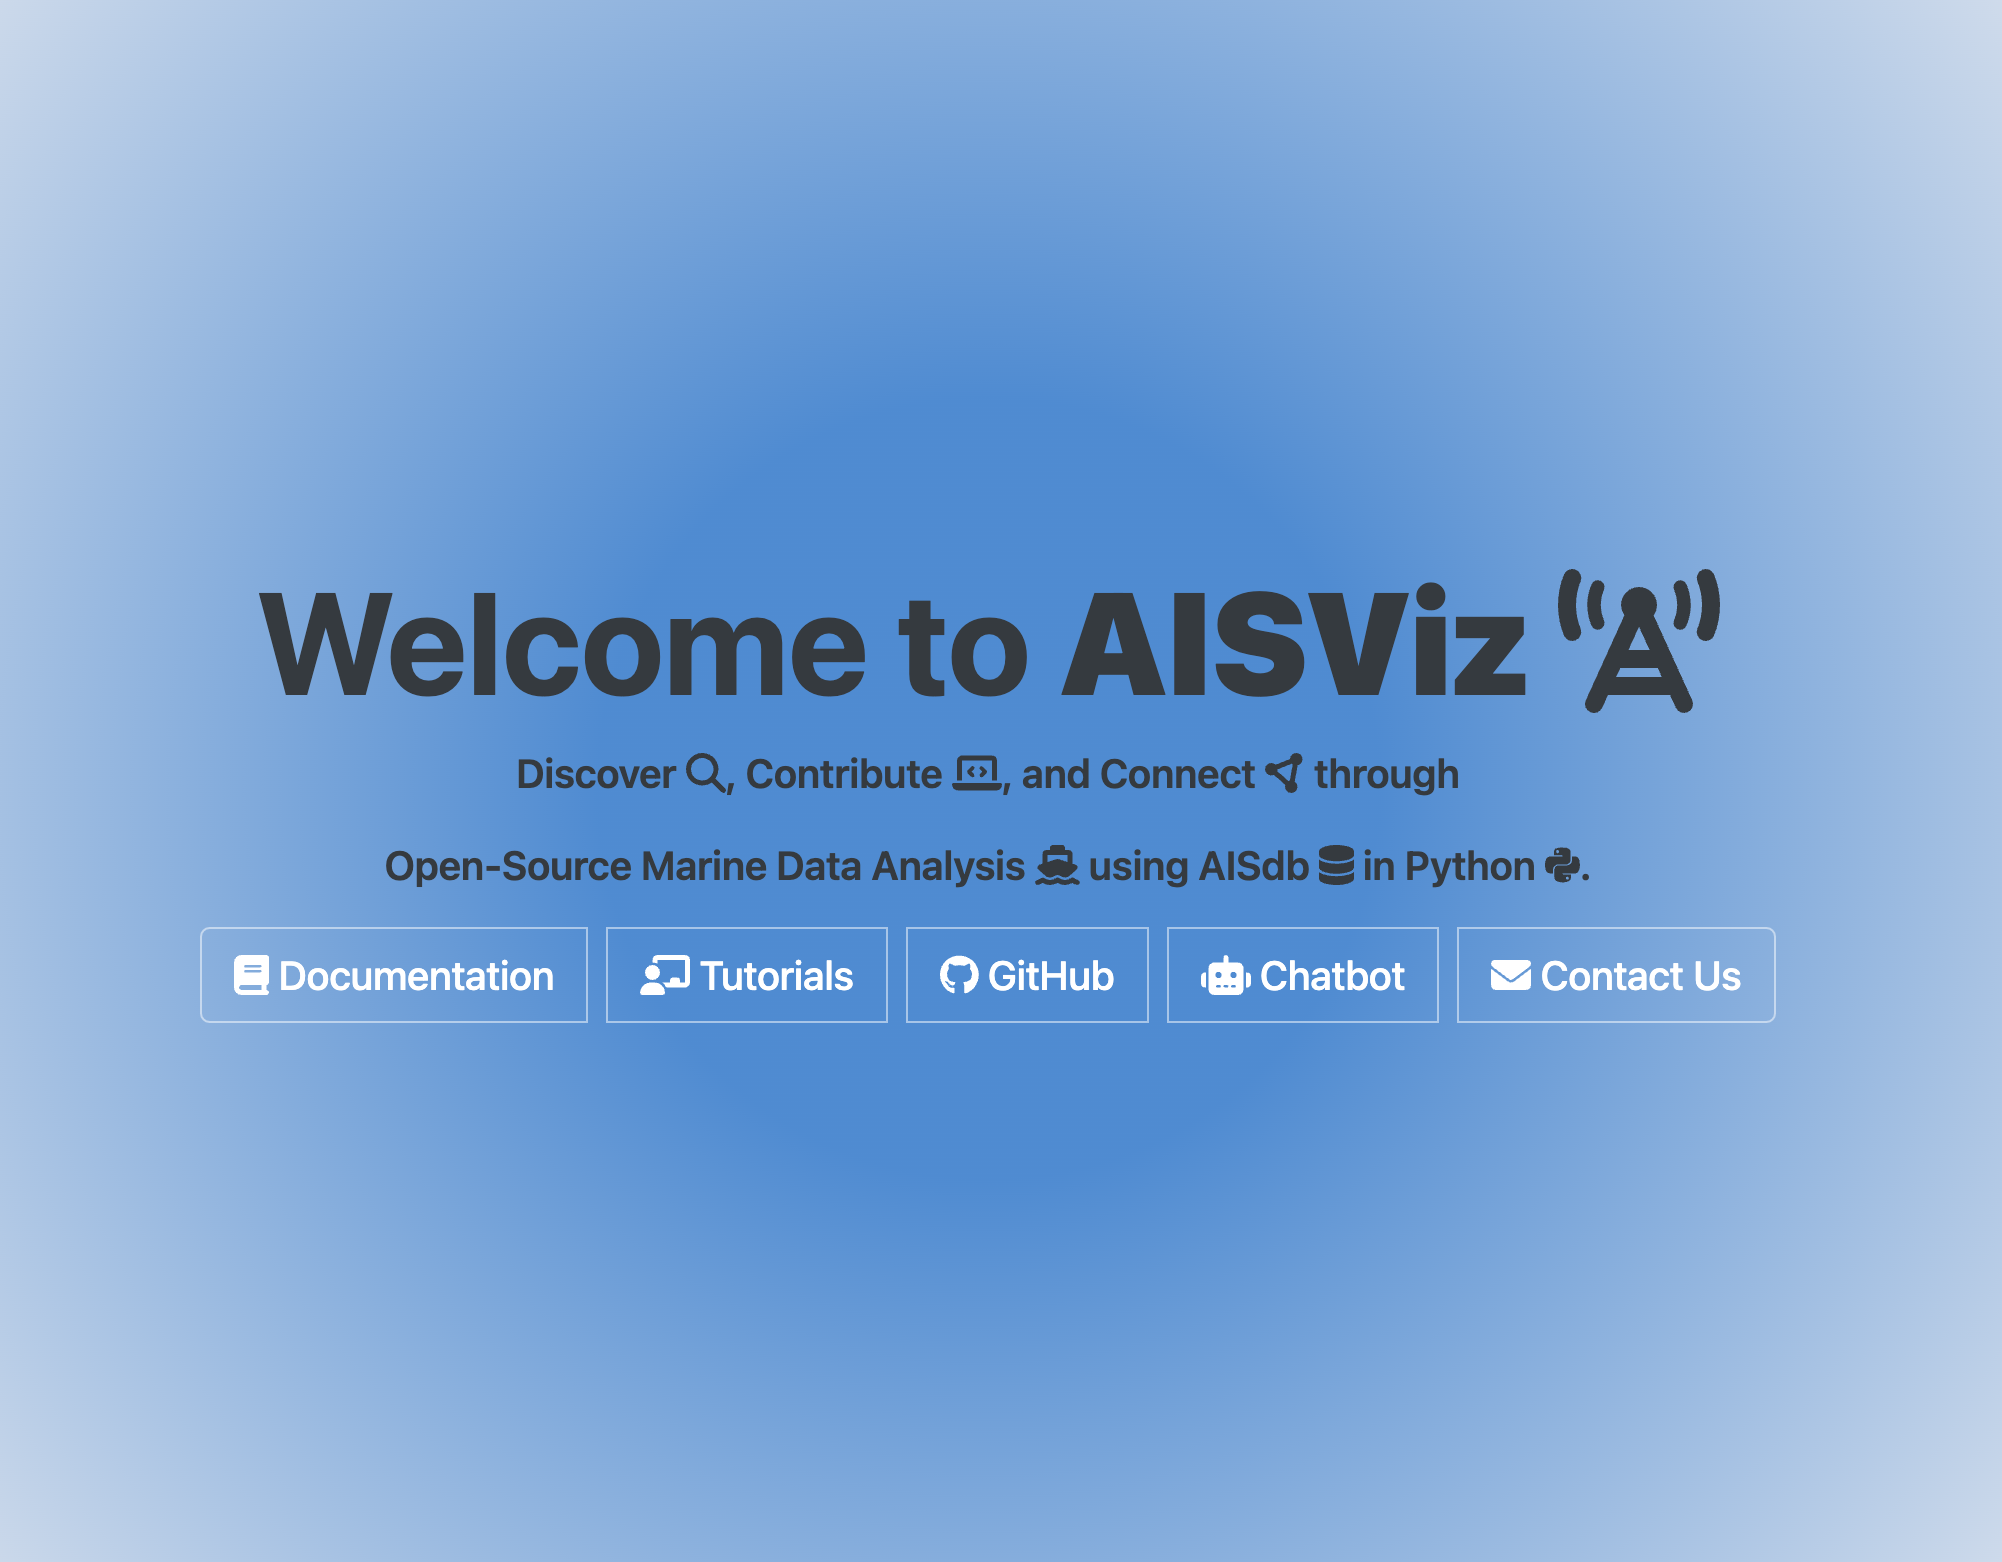 Welcome to AISViz
Discover , Contribute , and Connect through
Open-Source Marine Data Analysis using AISdb in Python .
Documentation Tutorials GitHub Chatbot Contact Us